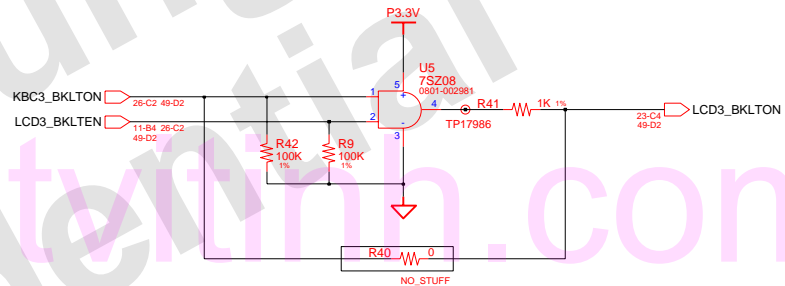 P3.3V
U5
7SZ08
0801-002981
5
+
KBC3_BKLTON
26-C2 49-D2
1
LCD3_BKLTEN
11-B4 26-C2
49-D2
2
4
-
3
R41
1K 1%
TP17986
LCD3_BKLTON
23-C4
49-D2
R42
100K
1%
R9
100K
1%
tvitinh.com
R40
0
NO_STUFF
dential